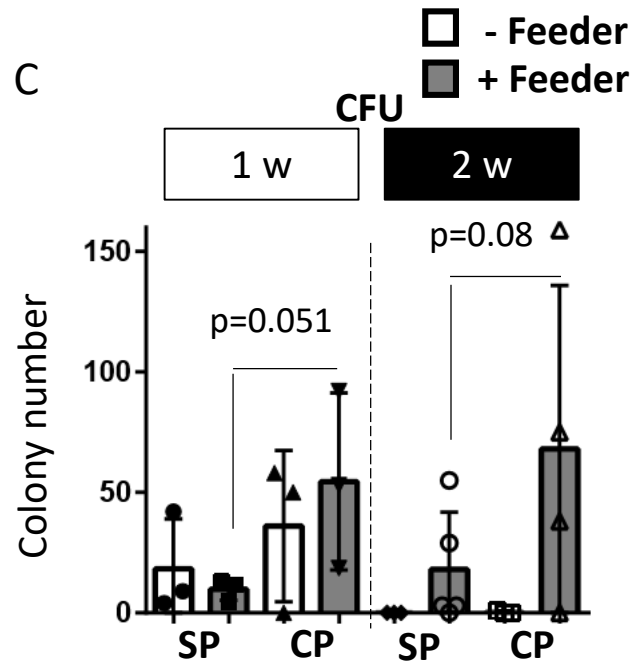 - Feeder
C
+ Feeder
CFU
1 w
2 w
p=0.08
150
p=0.051
100
50
0
Colony number
SP CP SP CP